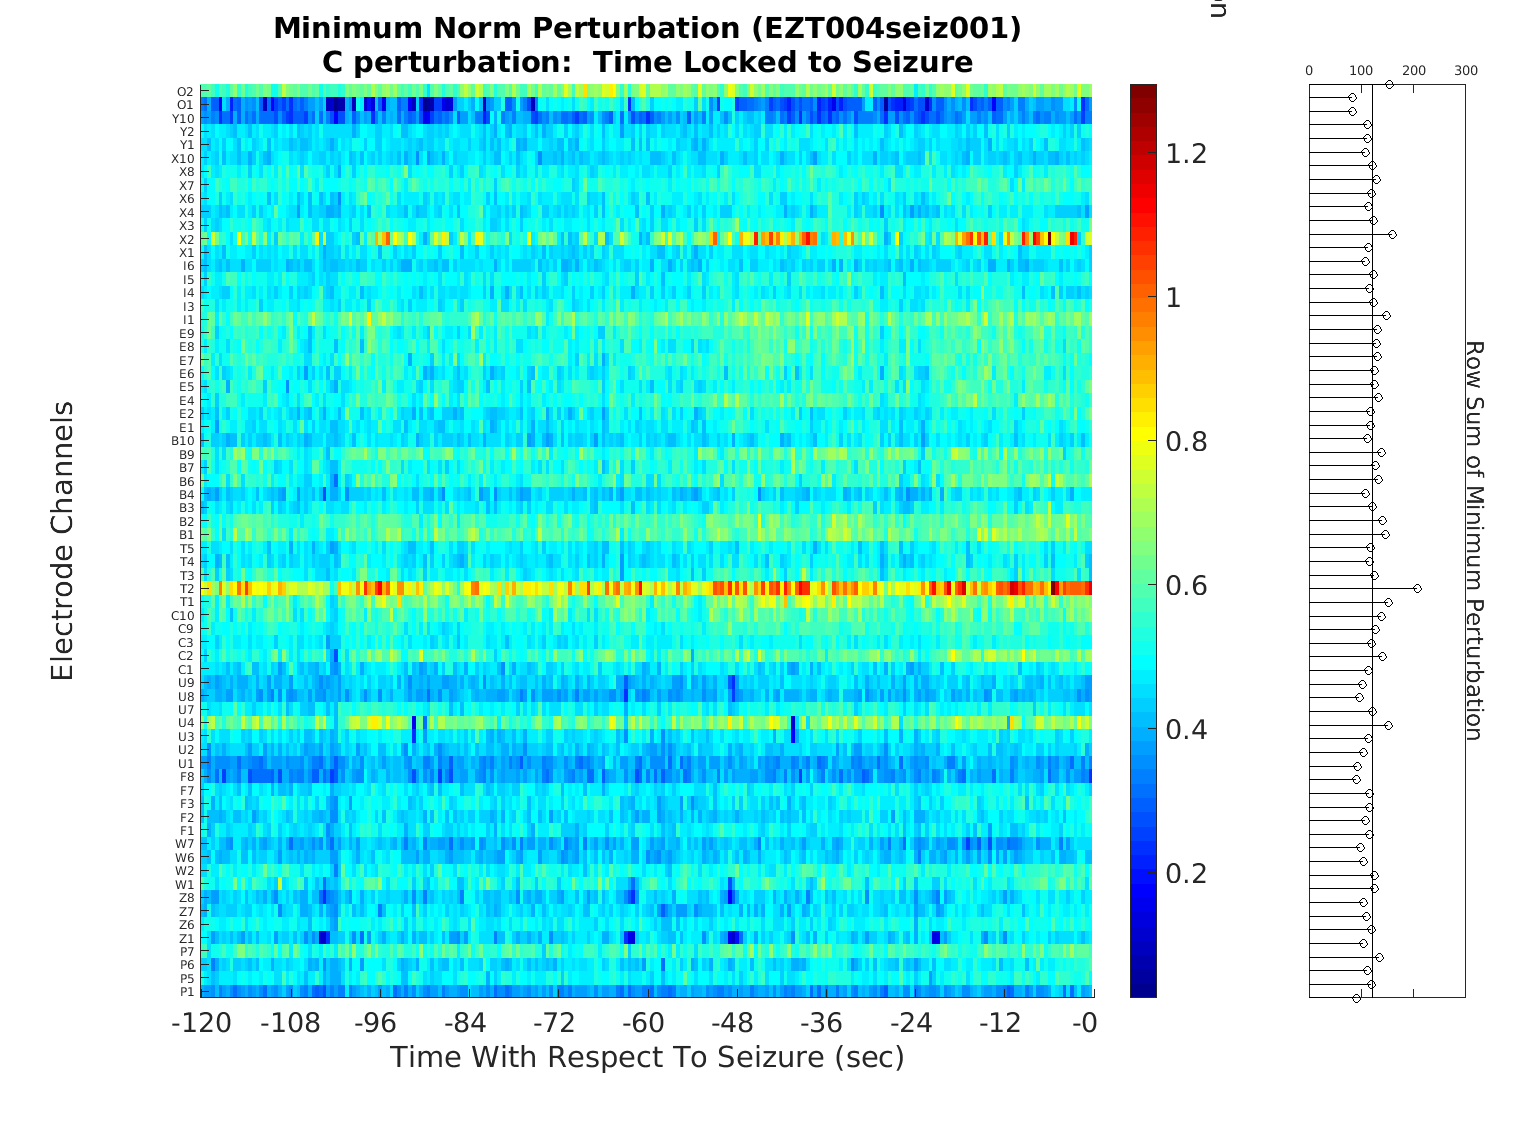 n
Minimum Norm Perturbation (EZT004seiz001)
C perturbation:  Time Locked to Seizure
0 100 200 300
O2
O1
Y10
Y2
Y1
X10
X8
X7
X6
X4
X3
X2
X1
I6
I5
I4
I3
I1
E9
E8
E7
E6
E5
E4
E2
E1
B10
B9
B7
B6
B4
B3
B2
B1
T5
T4
T3
T2
T1
C10
C9
C3
C2
C1
U9
U8
U7
U4
U3
U2
U1
F8
F7
F3
F2
F1
W7
W6
W2
W1
Z8
Z7
Z6
Z1
P7
P6
P5
P1
Electrode Channels
1.2
1
0.8
0.6
0.4
0.2
Row Sum of Minimum Perturbation
-120 -108 -96 -84 -72 -60 -48 -36 -24 -12 -0
Time With Respect To Seizure (sec)